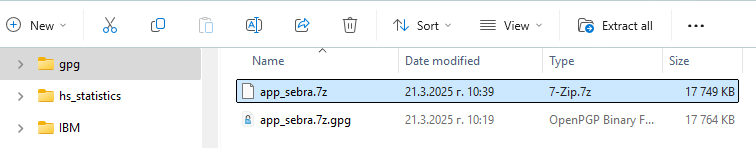 New Sort View Extract all ...
gpg
hs_statistics
IBM
Name Date modified Type Size
app_sebra.7z 21.3.2025 г. 10:39 7-Zip.7z 17 749 KB
app_sebra.7z.gpg 21.3.2025 г. 10:19 OpenPGP Binary F... 17 764 KB